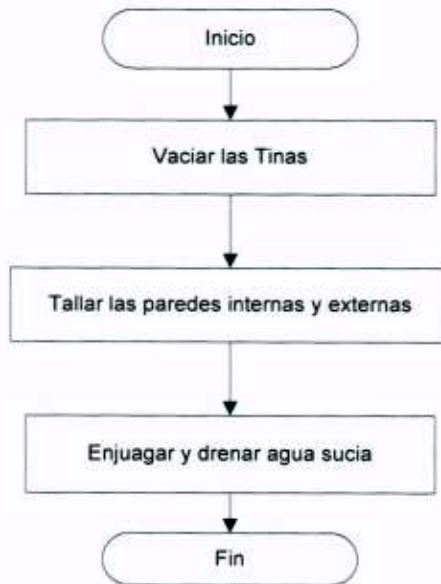 Inicio
Vaciar las Tinas
Tallar las paredes internas y externas
Enjuagar y drenar agua sucia
Fin